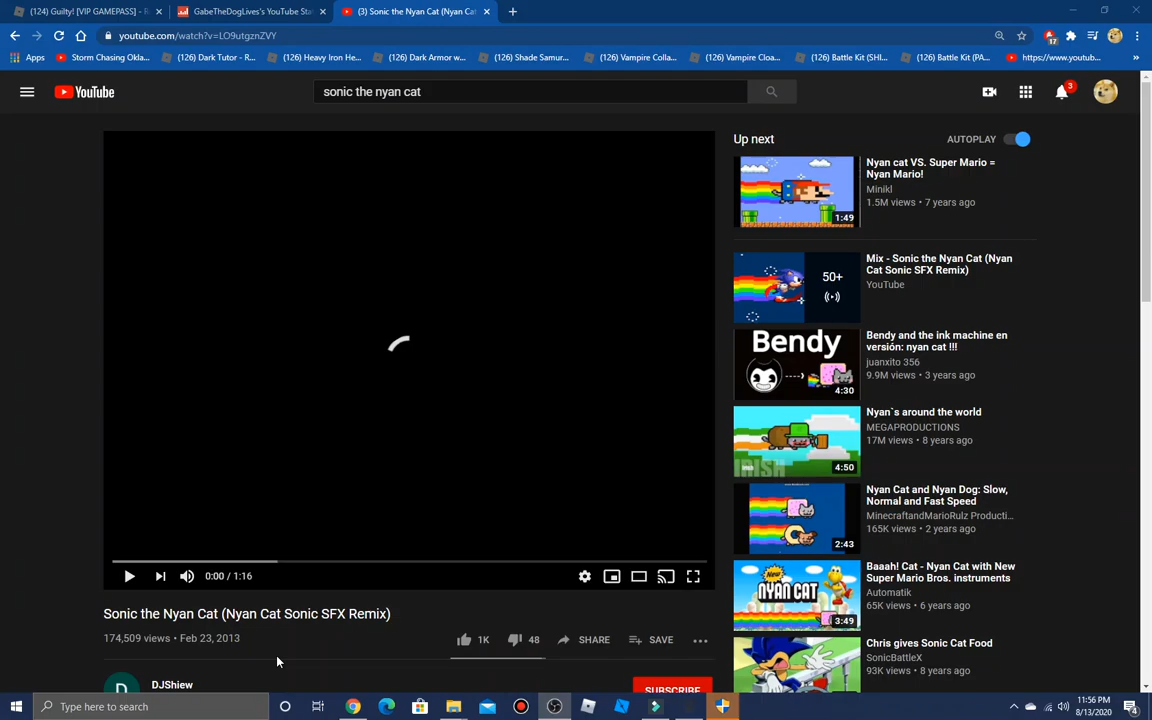 (124) Guilty! [VIP GAMEPASS] - R
GabeTheDogLives's YouTube Sta
(3) Sonic the Nyan Cat (Nyan Ca
youtube.com/watch?v=LO9utgznZVY
17
Apps
Storm Chasing Okla...
(126) Dark Tutor - R...
(126) Heavy Iron He...
(126) Dark Armor w...
(126) Shade Samur...
(126) Vampire Colla...
(126) Vampire Cloa...
(126) Battle Kit (SHI...
(126) Battle Kit (PA...
https://www.youtub...
YouTube
sonic the nyan cat
3
Up next
AUTOPLAY
Nyan cat VS. Super Mario =
Nyan Mario!
Minikl
1.5M views • 7 years ago
1:49
Mix - Sonic the Nyan Cat (Nyan
Cat Sonic SFX Remix)
YouTube
50+
Bendy
Bendy and the ink machine en
versión: nyan cat !!!
juanxito 356
9.9M views • 3 years ago
4:30
Nyan`s around the world
MEGAPRODUCTIONS
17M views • 8 years ago
IRISH
4:50
Nyan Cat and Nyan Dog: Slow,
Normal and Fast Speed
MinecraftandMarioRulz Producti...
165K views • 2 years ago
2:43
New
NYAN CAT
Baaah! Cat - Nyan Cat with New
Super Mario Bros. instruments
Automatik
65K views • 6 years ago
3:49
Chris gives Sonic Cat Food
SonicBattleX
93K views • 8 years ago
0:00 / 1:16
Sonic the Nyan Cat (Nyan Cat Sonic SFX Remix)
174,509 views • Feb 23, 2013
1K
48
SHARE
SAVE
D
DJShiew
SUBSCRIBE
Type here to search
11:56 PM
8/13/2020
4